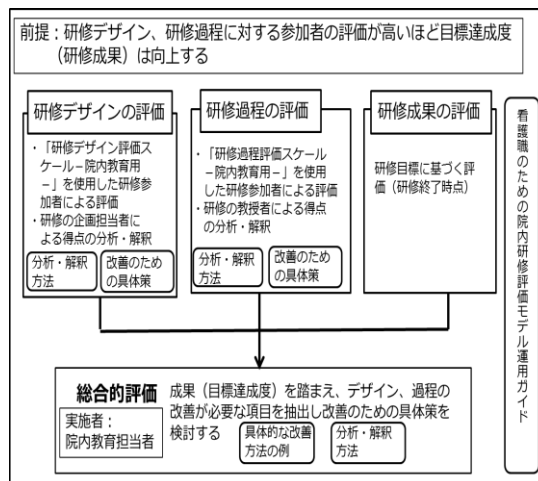 前提：研修デザイン、研修過程に対する参加者の評価が高いほど目標達成度
（研修成果）は向上する
研修デザインの評価
・「研修デザイン評価ス
ケール－院内教育用
－」を使用した研修参
加者による評価
・研修の企画担当者に
よる得点の分析・解釈
分析・解釈
方法
改善のため
の具体策
研修過程の評価
・「研修過程評価スケール
－院内教育用－」を使用
した研修参加者による評価
・研修の教授者による得点
の分析・解釈
分析・解釈
方法
改善のため
の具体策
研修成果の評価
研修目標に基づく評
価（研修終了時点）
看護職のための院内研修評価モデル運用ガイド
総合的評価
実施者：
院内教育担当者
成果（目標達成度）を踏まえ、デザイン、過程の
改善が必要な項目を抽出し改善のための具体策を
検討する
具体的な改善
方法の例
分析・解釈
方法